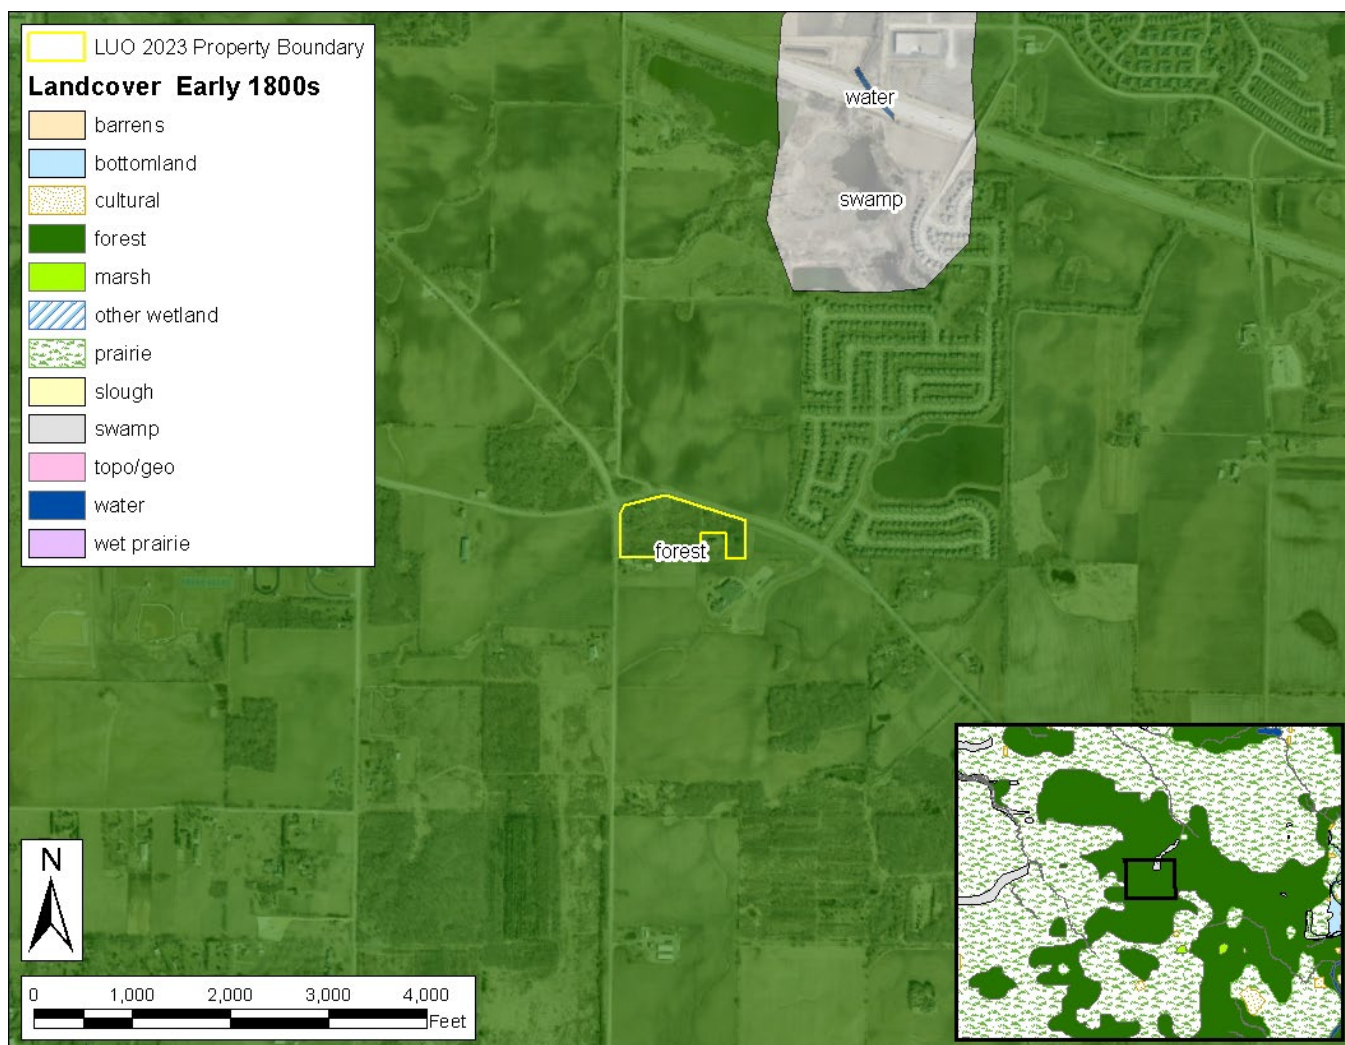 LUO 2023 Property Boundary
Landcover Early 1800s
barrens
bottomland
cultural
forest
marsh
other wetland
prairie
slough
swamp
topo/geo
water
wet prairie
water
swamp
forest
N
0 1,000 2,000 3,000 4,000
Feet